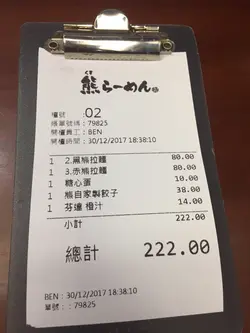 くま
熊らーめん
檯號 : 02
帳單號碼 : 79825
開檯員工 : BEN
開檯時間 : 30/12/2017 18:38:10
1 2.黑熊拉麵 80.00
1 3.赤熊拉麵 80.00
1 糖心蛋 10.00
1 熊自家製餃子 38.00
1 芬達 橙汁 14.00
小計 222.00
總計 222.00
BEN : 30/12/2017 18:38:10
單號 : : 79825